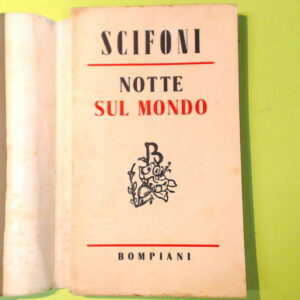 SCIFONI
NOTTE
SUL MONDO
B
BOMPIANI